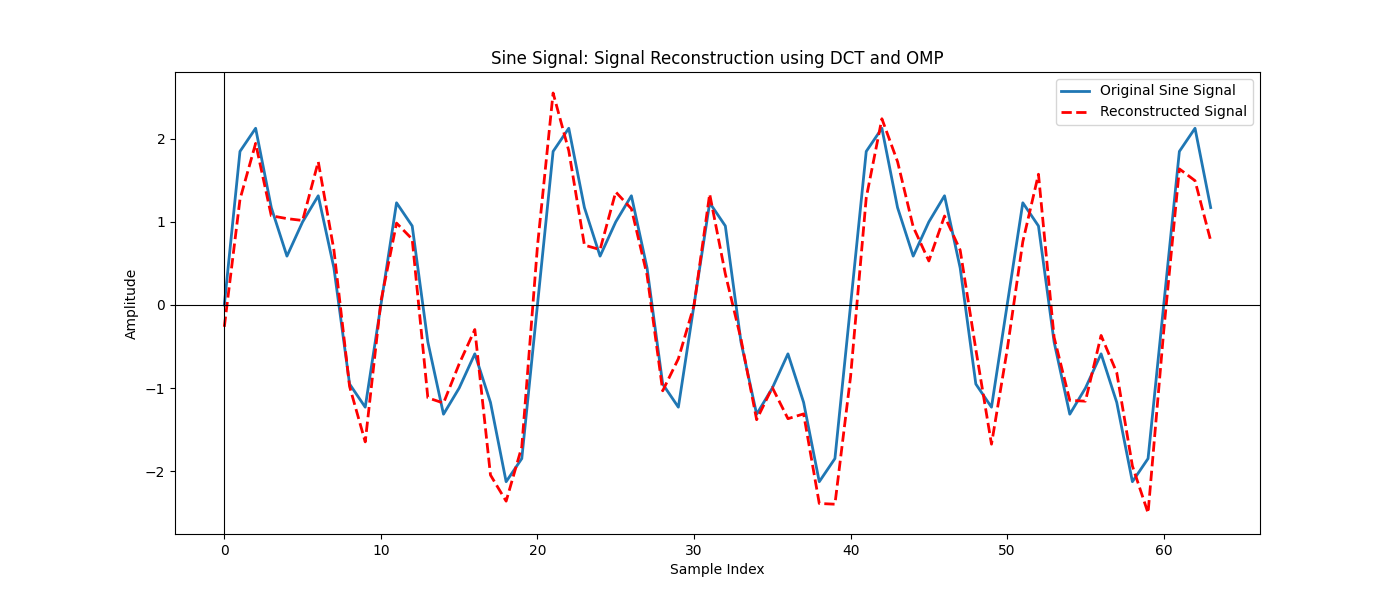 Sine Signal: Signal Reconstruction using DCT and OMP
Original Sine Signal
Reconstructed Signal
Amplitude
2
1
0
−1
−2
0 10 20 30 40 50 60
Sample Index